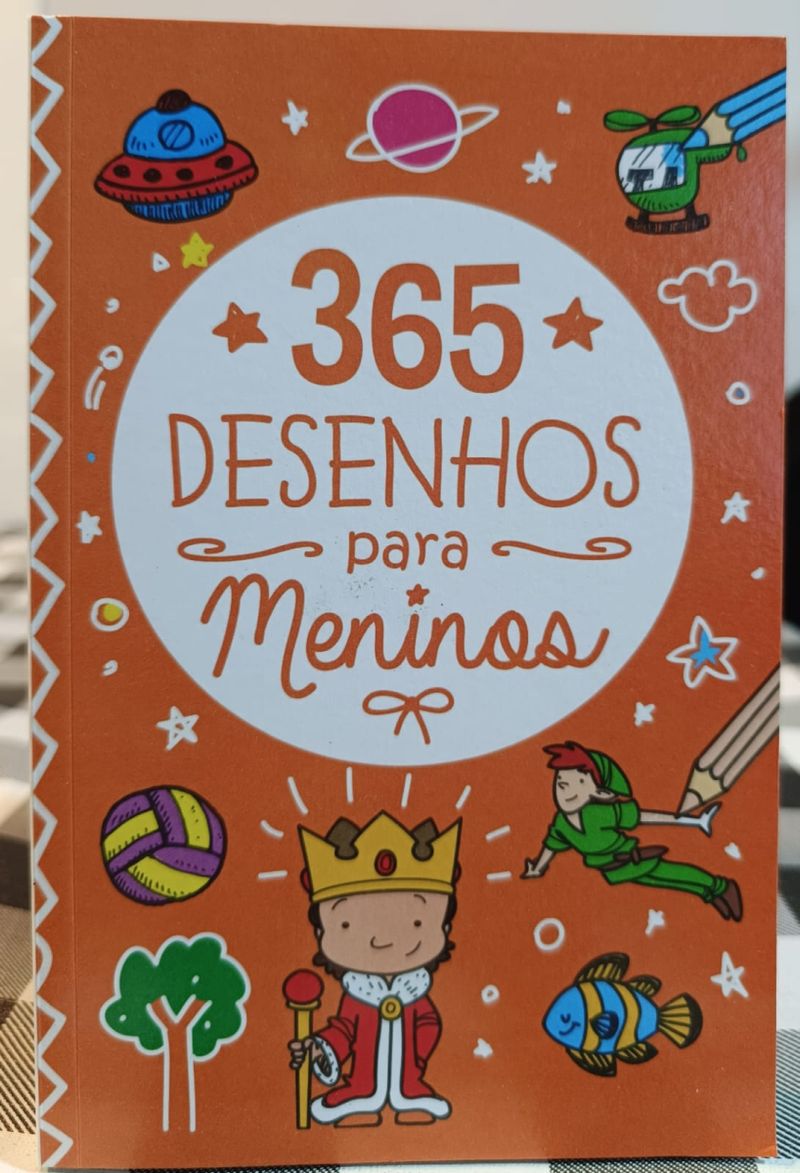 365
DESENHOS
para
Meninos